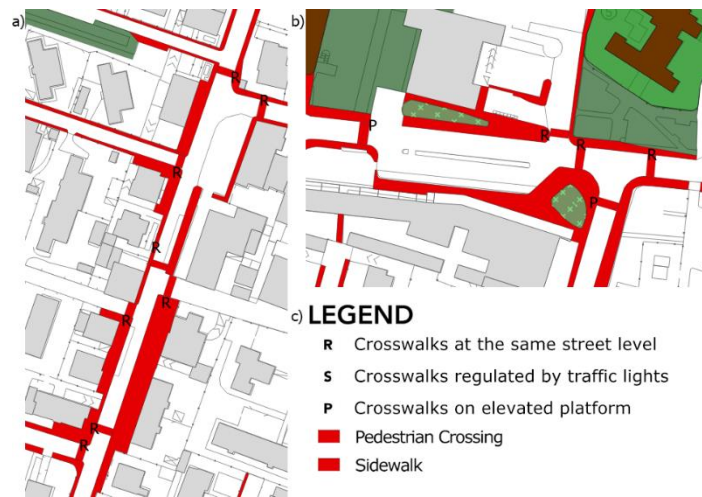 a)
R
R
R
R
R
R
R
R
b)
P
R
R
R
P
c) LEGEND
R Crosswalks at the same street level
S Crosswalks regulated by traffic lights
P Crosswalks on elevated platform
Pedestrian Crossing
Sidewalk